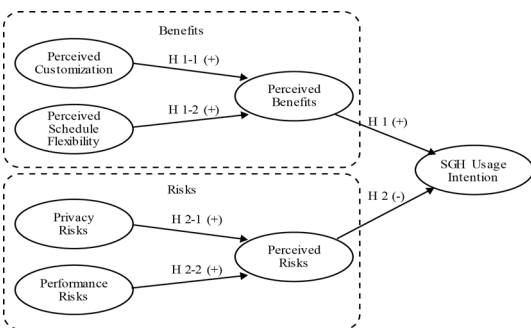 Benefits
Perceived
Customization
H 1-1 (+)
Perceived
Schedule
Flexibility
H 1-2 (+)
Perceived
Benefits
H 1 (+)
SGH Usage
Intention
H 2 (-)
Risks
Privacy
Risks
H 2-1 (+)
Performance
Risks
H 2-2 (+)
Perceived
Risks